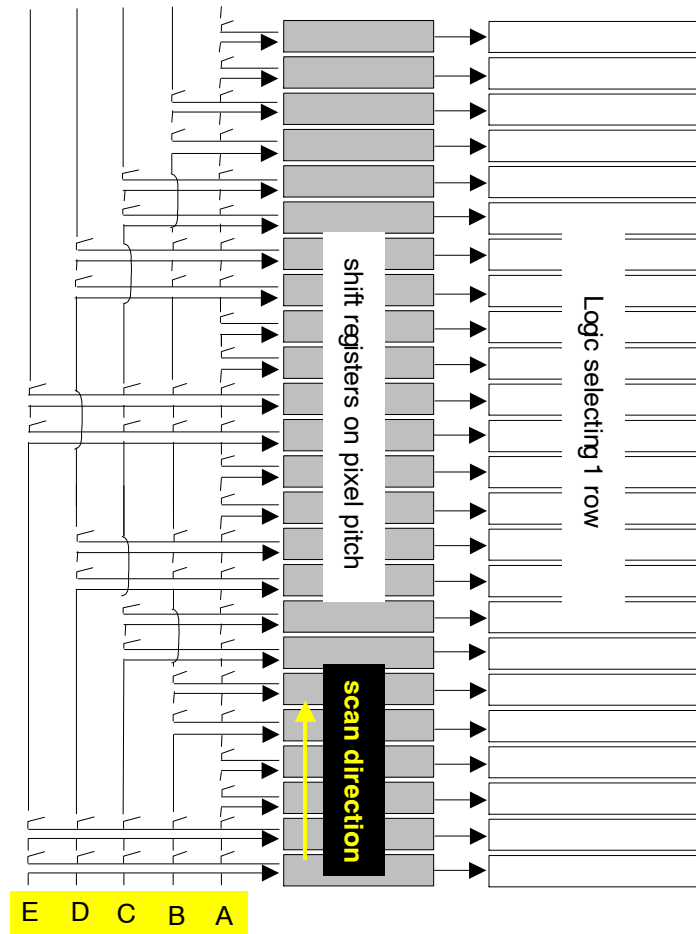 shift registers on pixel pitch
Logic selecting 1 row
scan direction
E D C B A